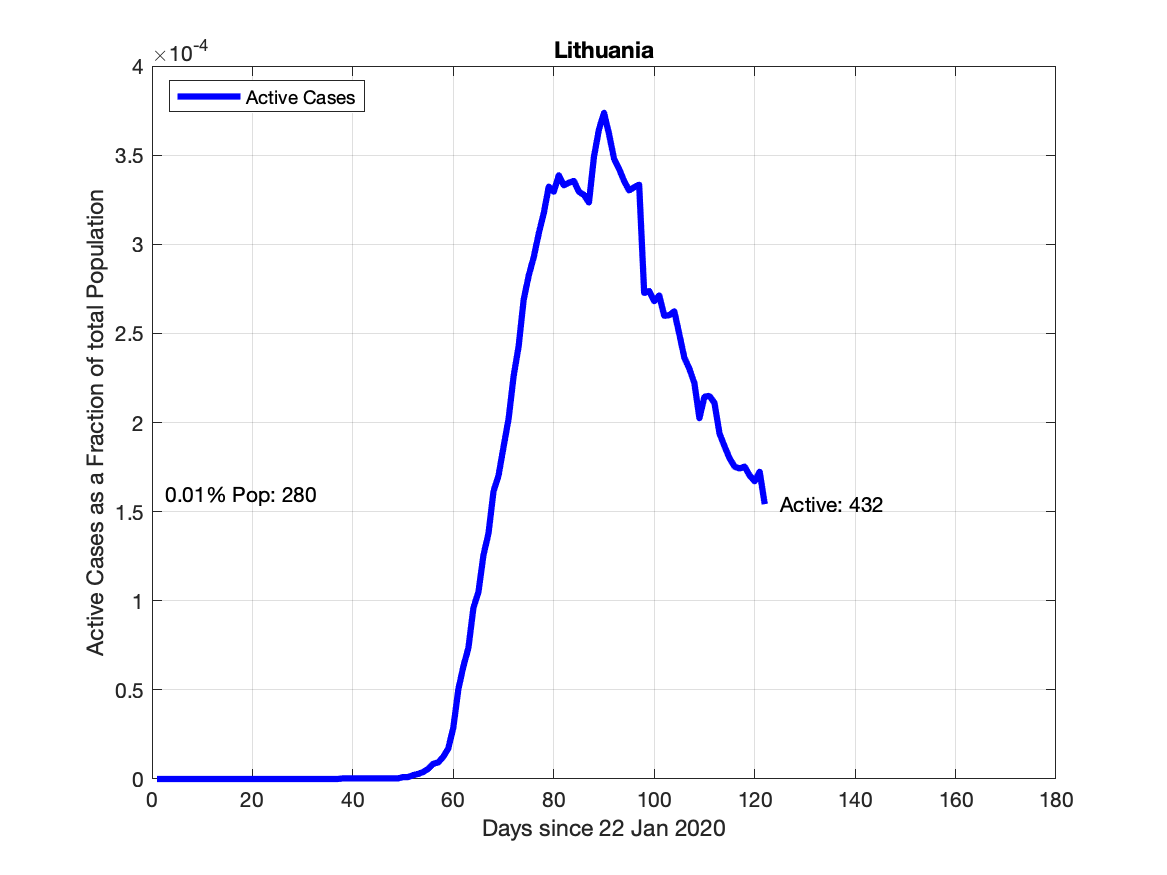 Lithuania
×10-4
Active Cases
4
3.5
3
2.5
2
1.5
1
0.5
0
Active Cases as a Fraction of total Population
0.01% Pop: 280
Active: 432
0 20 40 60 80 100 120 140 160 180
Days since 22 Jan 2020